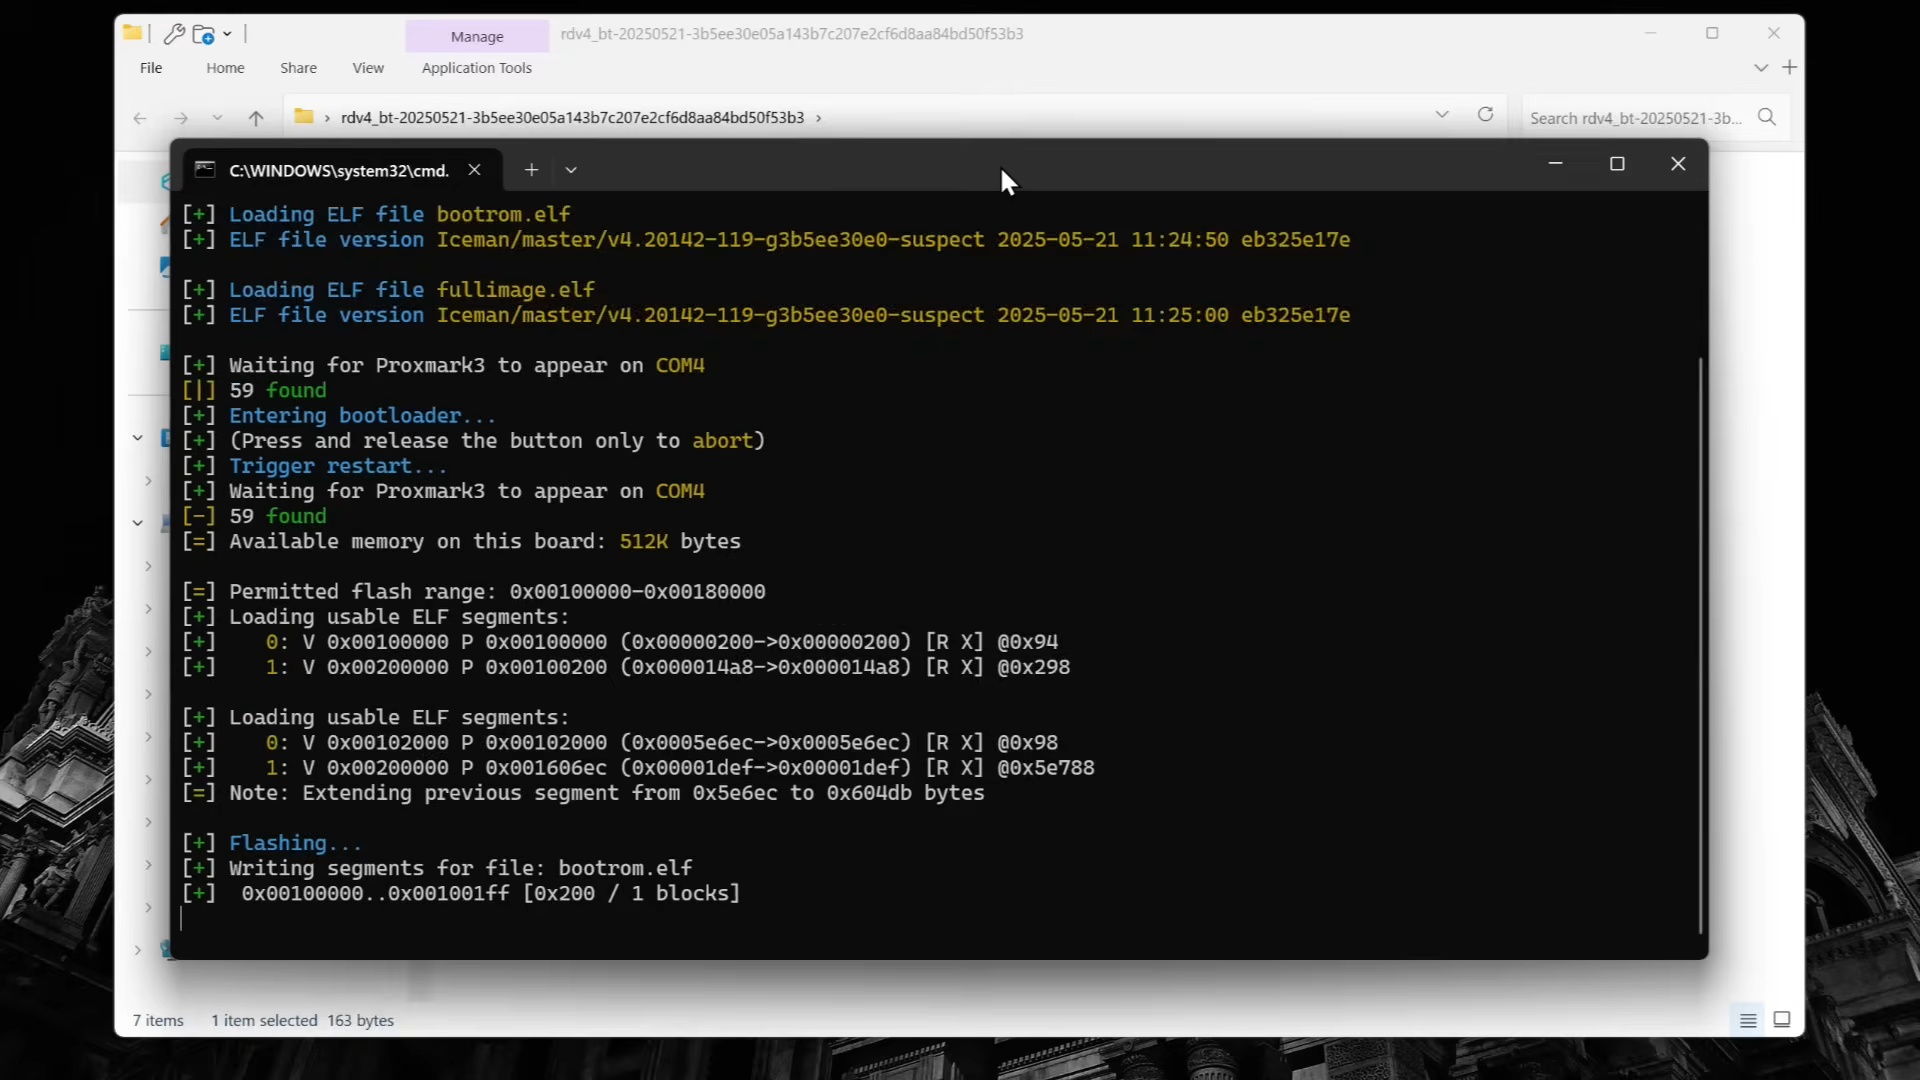 Manage
rdv4_bt-20250521-3b5ee30e05a143b7c207e2cf6d8aa84bd50f53b3
File
Home
Share
View
Application Tools
rdv4_bt-20250521-3b5ee30e05a143b7c207e2cf6d8aa84bd50f53b3
Search rdv4_bt-20250521-3b...
C:\WINDOWS\system32\cmd.
[+] Loading ELF file bootrom.elf
[+] ELF file version Iceman/master/v4.20142-119-g3b5ee30e0-suspect 2025-05-21 11:24:50 eb325e17e
[+] Loading ELF file fullimage.elf
[+] ELF file version Iceman/master/v4.20142-119-g3b5ee30e0-suspect 2025-05-21 11:25:00 eb325e17e
[+] Waiting for Proxmark3 to appear on COM4
[|] 59 found
[+] Entering bootloader...
[+] (Press and release the button only to abort)
[+] Trigger restart...
[+] Waiting for Proxmark3 to appear on COM4
[-] 59 found
[=] Available memory on this board: 512K bytes
[=] Permitted flash range: 0x00100000-0x00180000
[+] Loading usable ELF segments:
[+]    0: V 0x00100000 P 0x00100000 (0x00000200->0x00000200) [R X] @0x94
[+]    1: V 0x00200000 P 0x00100200 (0x000014a8->0x000014a8) [R X] @0x298
[+] Loading usable ELF segments:
[+]    0: V 0x00102000 P 0x00102000 (0x0005e6ec->0x0005e6ec) [R X] @0x98
[+]    1: V 0x00200000 P 0x001606ec (0x00001def->0x00001def) [R X] @0x5e788
[=] Note: Extending previous segment from 0x5e6ec to 0x604db bytes
[+] Flashing...
[+] Writing segments for file: bootrom.elf
[+]  0x00100000..0x001001ff [0x200 / 1 blocks]
7 items
1 item selected  163 bytes